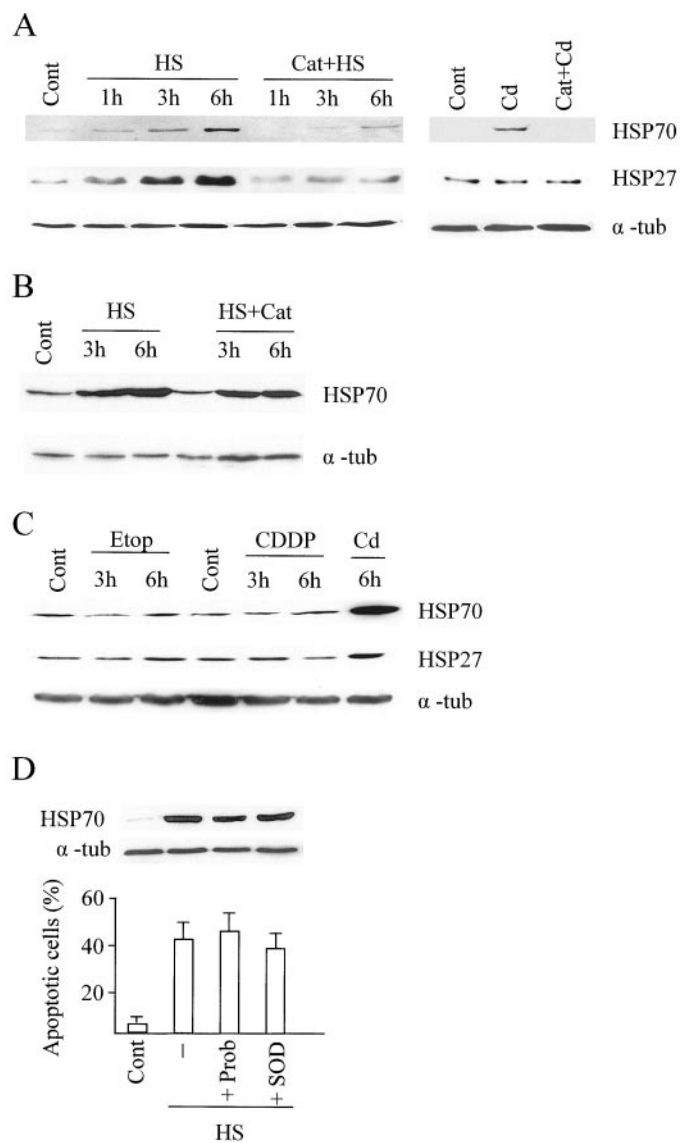 A
HS Cat+HS
Cont 1h 3h 6h 1h 3h 6h Cont Cd Cat+Cd
HSP70
HSP27
α -tub
B
HS HS+Cat
Cont 3h 6h 3h 6h
HSP70
α -tub
C
Etop CDDP Cd
Cont 3h 6h Cont 3h 6h 6h
HSP70
HSP27
α -tub
D
HSP70
α -tub
Apoptotic cells (%)
60
40
20
Cont – + Prob + SOD
HS